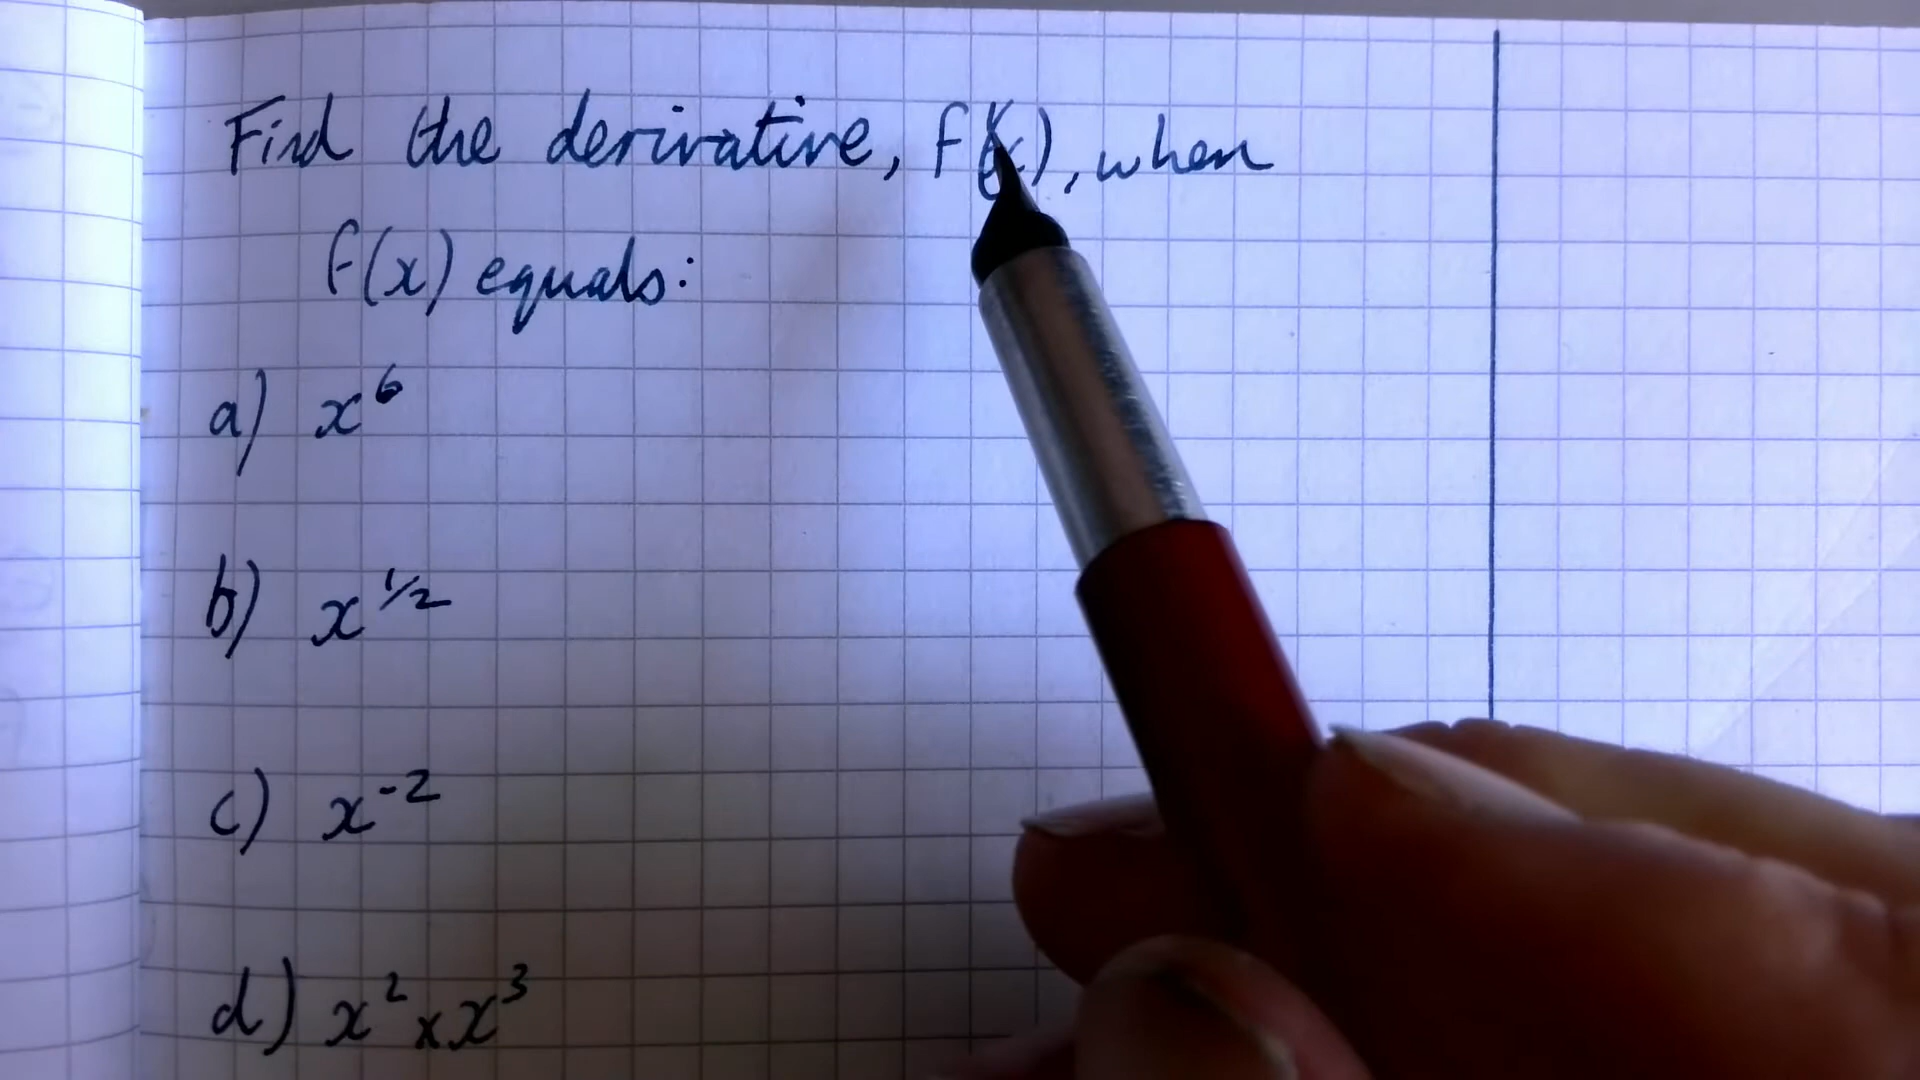 Find the derivative, f'(x), when
f(x) equals:
a) x⁶
b) x^1/2
c) x⁻²
d) x² × x³